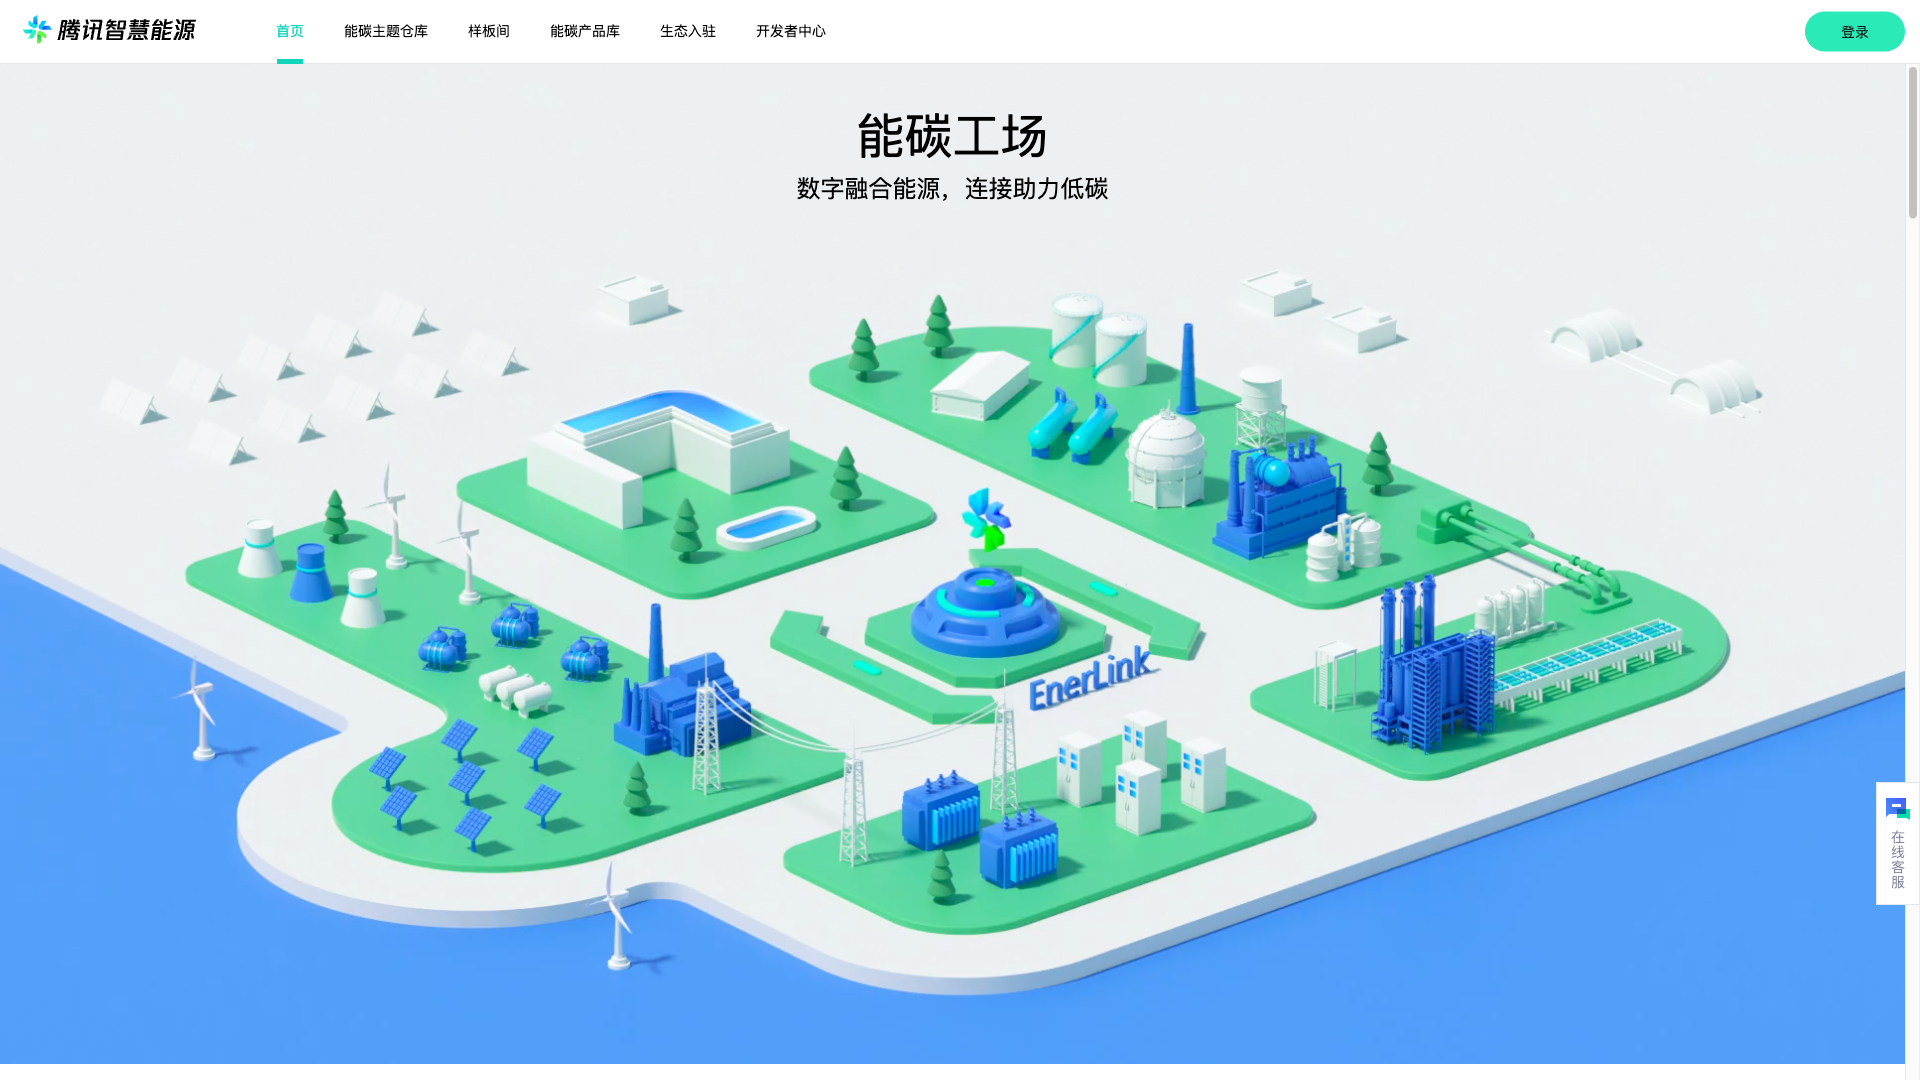 腾讯智慧能源
首页 能碳主题仓库 样板间 能碳产品库 生态入驻 开发者中心
登录
能碳工场
数字融合能源，连接助力低碳
EnerLink
在线客服